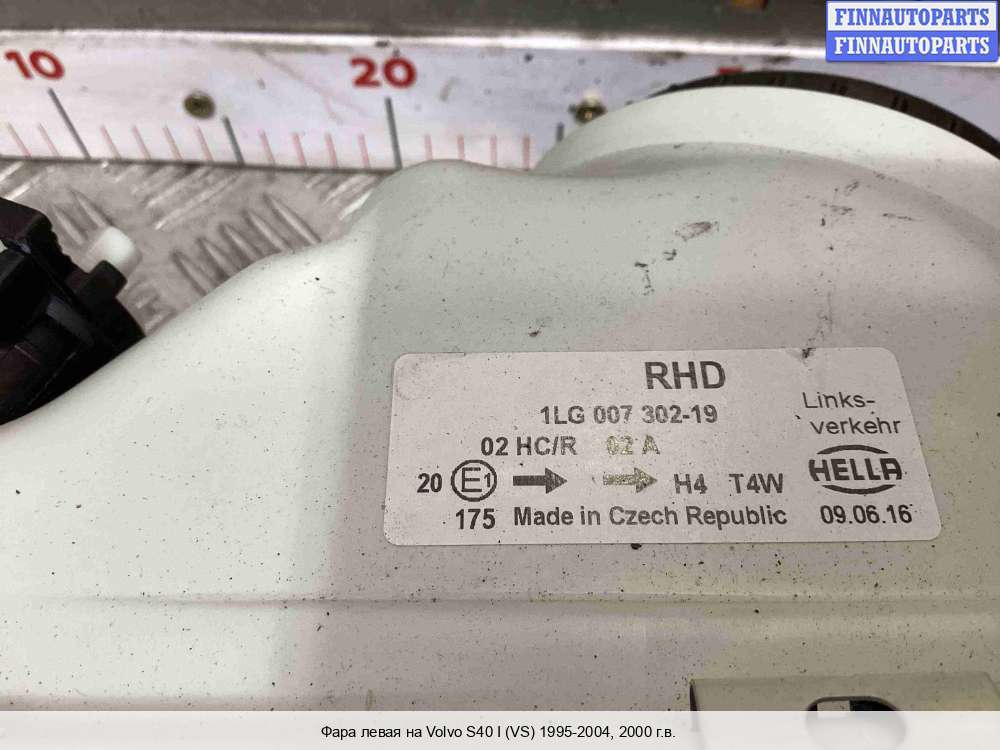 FINNAUTOPARTS
FINNAUTOPARTS
10 20
RHD
1LG 007 302-19
Links-
verkehr
02 HC/R 02 A
20 E1 H4 T4W
HELLA
175 Made in Czech Republic 09.06.16
Фара левая на Volvo S40 I (VS) 1995-2004, 2000 г.в.